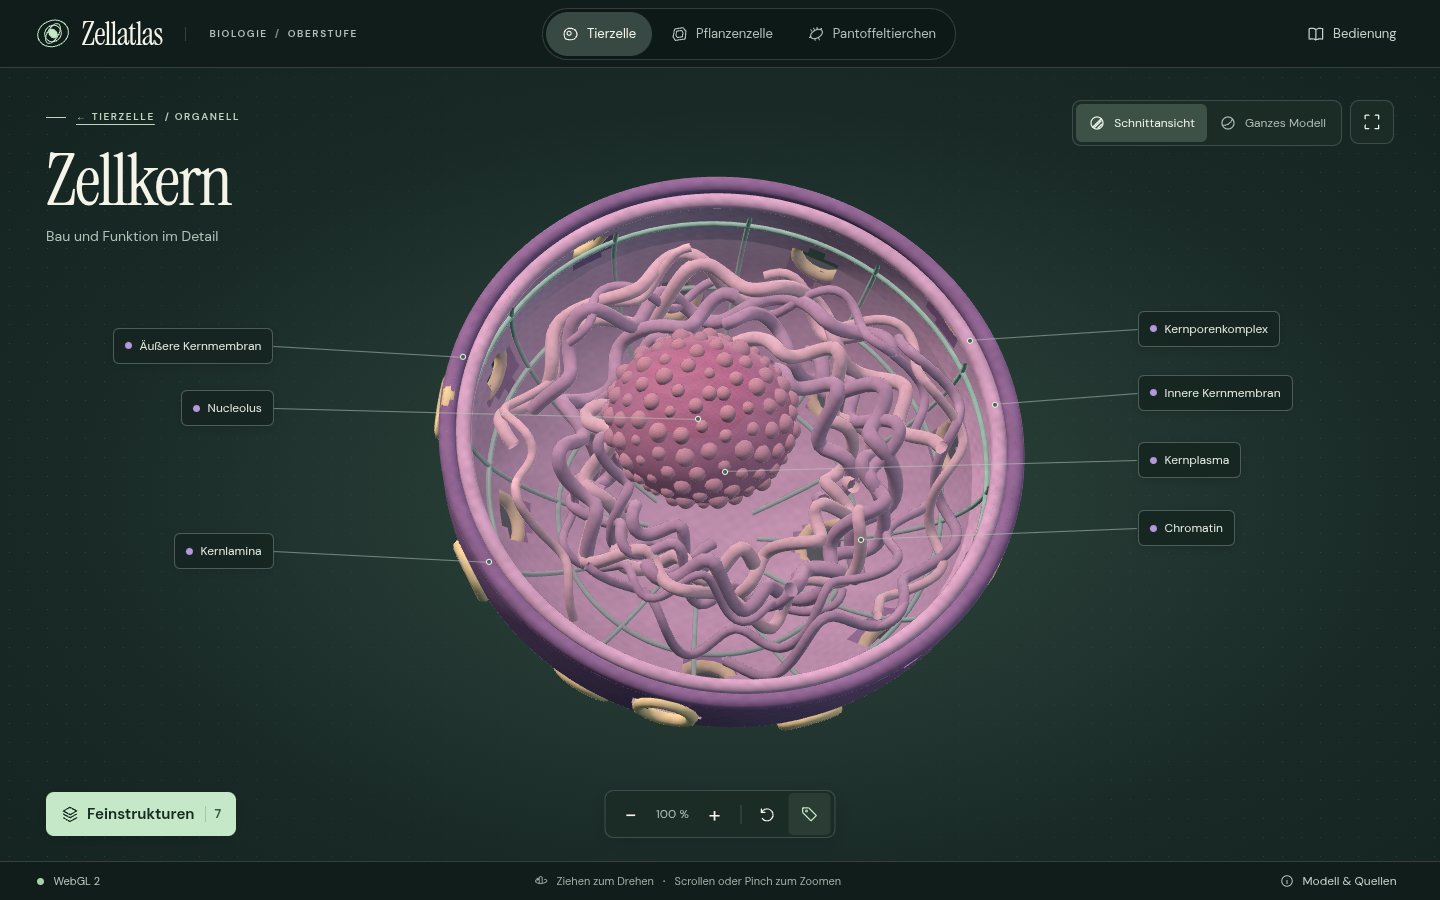 Zellatlas
BIOLOGIE / OBERSTUFE
Tierzelle
Pflanzenzelle
Pantoffeltierchen
Bedienung
← TIERZELLE / ORGANELL
Zellkern
Bau und Funktion im Detail
Schnittansicht
Ganzes Modell
Äußere Kernmembran
Nucleolus
Kernlamina
Kernporenkomplex
Innere Kernmembran
Kernplasma
Chromatin
Feinstrukturen 7
− 100 % +
WebGL 2
Ziehen zum Drehen · Scrollen oder Pinch zum Zoomen
Modell & Quellen